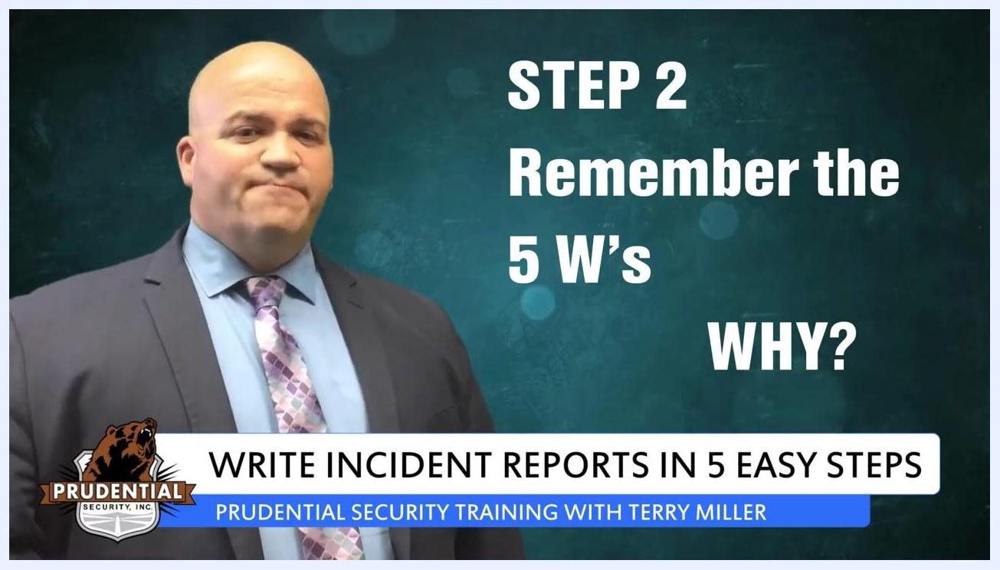 STEP 2
Remember the
5 W’s
WHY?
WRITE INCIDENT REPORTS IN 5 EASY STEPS
PRUDENTIAL SECURITY TRAINING WITH TERRY MILLER
PRUDENTIAL
SECURITY, INC.